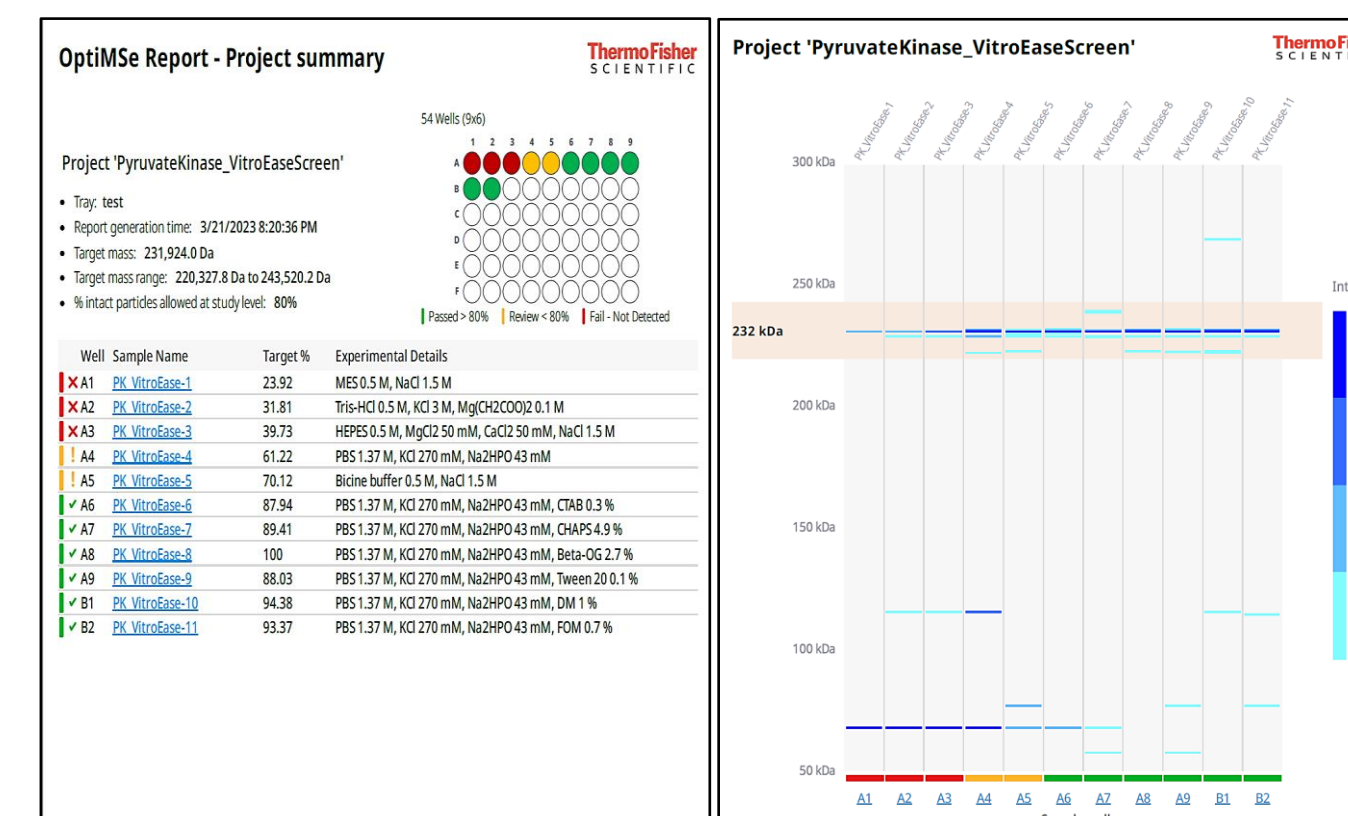 OptiMSe Report - Project summary
ThermoFisher
SCIENTIFIC
54 Wells (9x6)
1 2 3 4 5 6 7 8 9
A
B
C
D
E
F
Passed > 80% Review < 80% Fail - Not Detected
Project 'PyruvateKinase_VitroEaseScreen'
• Tray: test
• Report generation time: 3/21/2023 8:20:36 PM
• Target mass: 231,924.0 Da
• Target mass range: 220,327.8 Da to 243,520.2 Da
• % intact particles allowed at study level: 80%
Well Sample Name Target % Experimental Details
A1 PK_VitroEase-1 23.92 MES 0.5 M, NaCl 1.5 M
A2 PK_VitroEase-2 31.81 Tris-HCl 0.5 M, KCl 3 M, Mg(CH2COO)2 0.1 M
A3 PK_VitroEase-3 39.73 HEPES 0.5 M, MgCl2 50 mM, CaCl2 50 mM, NaCl 1.5 M
! A4 PK_VitroEase-4 61.22 PBS 1.37 M, KCl 270 mM, Na2HPO 43 mM
! A5 PK_VitroEase-5 70.12 Bicine buffer 0.5 M, NaCl 1.5 M
A6 PK_VitroEase-6 87.94 PBS 1.37 M, KCl 270 mM, Na2HPO 43 mM, CTAB 0.3 %
A7 PK_VitroEase-7 89.41 PBS 1.37 M, KCl 270 mM, Na2HPO 43 mM, CHAPS 4.9 %
A8 PK_VitroEase-8 100 PBS 1.37 M, KCl 270 mM, Na2HPO 43 mM, Beta-OG 2.7 %
A9 PK_VitroEase-9 88.03 PBS 1.37 M, KCl 270 mM, Na2HPO 43 mM, Tween 20 0.1 %
B1 PK_VitroEase-10 94.38 PBS 1.37 M, KCl 270 mM, Na2HPO 43 mM, DM 1 %
B2 PK_VitroEase-11 93.37 PBS 1.37 M, KCl 270 mM, Na2HPO 43 mM, FOM 0.7 %
Project 'PyruvateKinase_VitroEaseScreen'
ThermoFi
SCIENT
PK_VitroEase-1
PK_VitroEase-2
PK_VitroEase-3
PK_VitroEase-4
PK_VitroEase-5
PK_VitroEase-6
PK_VitroEase-7
PK_VitroEase-8
PK_VitroEase-9
PK_VitroEase-10
PK_VitroEase-11
300 kDa
250 kDa
Int
232 kDa
200 kDa
150 kDa
100 kDa
50 kDa
A1 A2 A3 A4 A5 A6 A7 A8 A9 B1 B2